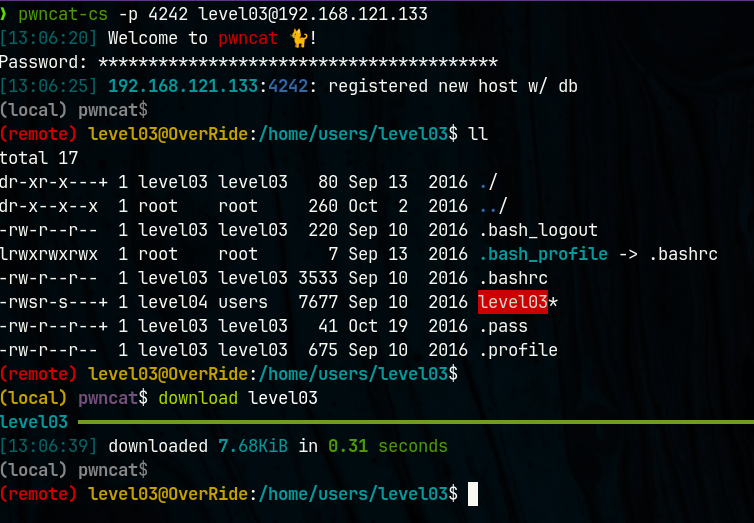 ❯ pwncat-cs -p 4242 level03@192.168.121.133
[13:06:20] Welcome to pwncat 🐈!
Password: ****************************************
[13:06:25] 192.168.121.133:4242: registered new host w/ db
(local) pwncat$
(remote) level03@OverRide:/home/users/level03$ ll
total 17
dr-xr-x---+ 1 level03 level03   80 Sep 13  2016 ./
dr-x--x--x  1 root    root     260 Oct  2  2016 ../
-rw-r--r--  1 level03 level03  220 Sep 10  2016 .bash_logout
lrwxrwxrwx  1 root    root       7 Sep 13  2016 .bash_profile -> .bashrc
-rw-r--r--  1 level03 level03 3533 Sep 10  2016 .bashrc
-rwsr-s---+ 1 level04 users   7677 Sep 10  2016 level03*
-rw-r--r--+ 1 level03 level03   41 Oct 19  2016 .pass
-rw-r--r--  1 level03 level03  675 Sep 10  2016 .profile
(remote) level03@OverRide:/home/users/level03$
(local) pwncat$ download level03
level03
[13:06:39] downloaded 7.68KiB in 0.31 seconds
(local) pwncat$
(remote) level03@OverRide:/home/users/level03$